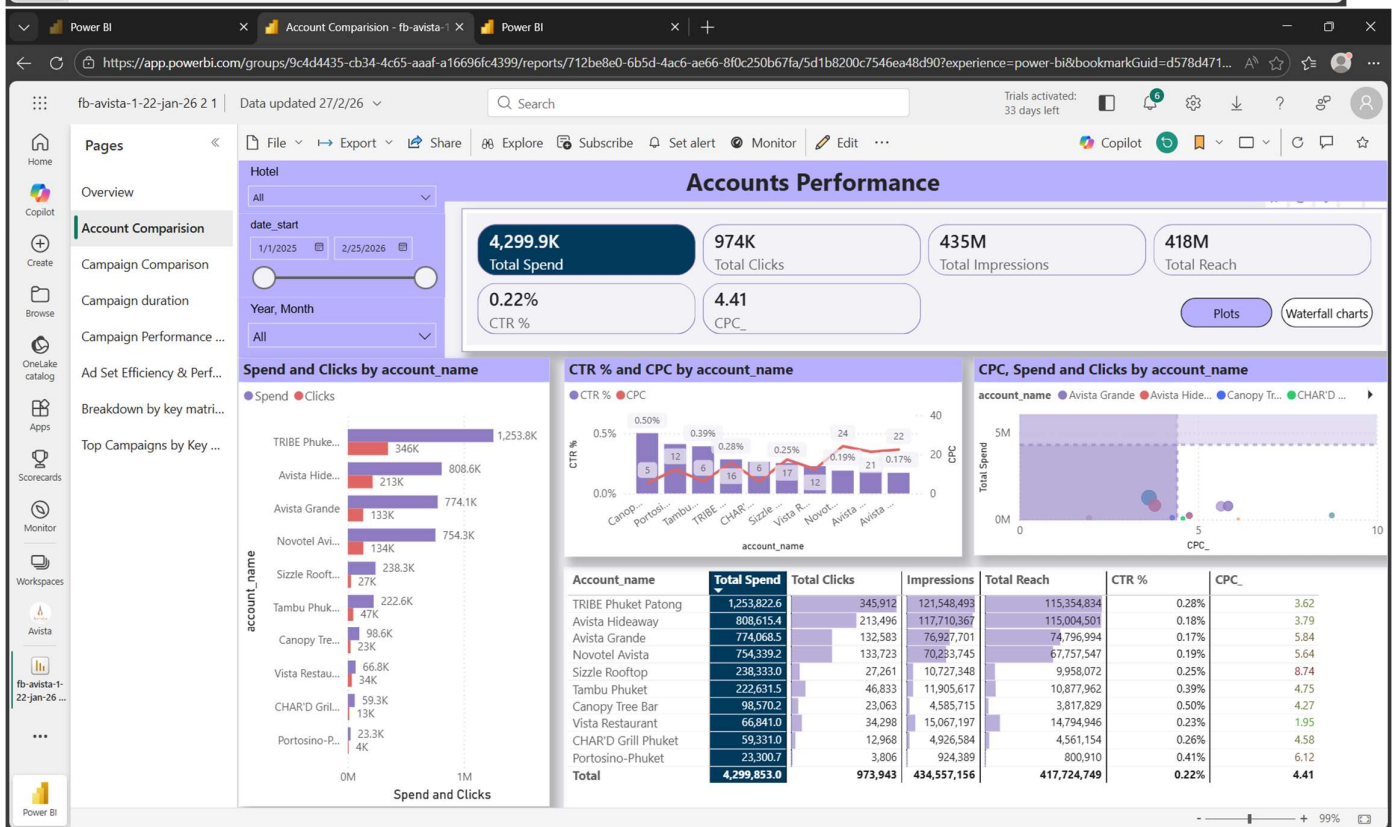 Power BI
Account Comparision - fb-avista-1
Power BI
https://app.powerbi.com/groups/9c4d4435-cb34-4c65-aaaf-a16696fc4399/reports/712be8e0-6b5d-4ac6-ae66-8f0c250b67fa/5d1b8200c7546ea48d90?experience=power-bi&bookmarkGuid=d578d471...
fb-avista-1-22-jan-26 2 1
Data updated 27/2/26
Search
Trials activated:
33 days left
6
Home
Copilot
Create
Browse
OneLake
catalog
Apps
Scorecards
Monitor
Workspaces
Avista
fb-avista-1-
22-jan-26 ...
Power BI
Pages
Overview
Account Comparision
Campaign Comparison
Campaign duration
Campaign Performance ...
Ad Set Efficiency & Perf...
Breakdown by key matri...
Top Campaigns by Key ...
File Export Share Explore Subscribe Set alert Monitor Edit ...
Copilot
Hotel
All
date_start
1/1/2025 2/25/2026
Year, Month
All
Accounts Performance
4,299.9K
Total Spend
974K
Total Clicks
435M
Total Impressions
418M
Total Reach
0.22%
CTR %
4.41
CPC_
Plots
Waterfall charts
Spend and Clicks by account_name
Spend Clicks
account_name
TRIBE Phuke... 1,253.8K
346K
Avista Hide... 808.6K
213K
Avista Grande 774.1K
133K
Novotel Avi... 754.3K
134K
Sizzle Rooft... 238.3K
27K
Tambu Phuk... 222.6K
47K
Canopy Tre... 98.6K
23K
Vista Restau... 66.8K
34K
CHAR'D Gril... 59.3K
13K
Portosino-P... 23.3K
4K
0M 1M
Spend and Clicks
CTR % and CPC by account_name
CTR % CPC
CTR %
0.5%
0.0%
0.50% 0.39% 0.28% 0.25% 0.19% 0.17%
5 12 6 16 6 17 12 24 21 22
40
20
0
CPC
Canop... Portosi... Tambu... TRIBE ... CHAR'... Sizzle ... Vista R... Novot... Avista ... Avista ...
account_name
CPC, Spend and Clicks by account_name
account_name Avista Grande Avista Hide... Canopy Tr... CHAR'D ...
Total Spend
5M
0M
0 5 10
CPC_
Account_name Total Spend Total Clicks Impressions Total Reach CTR % CPC_
TRIBE Phuket Patong 1,253,822.6 345,912 121,548,493 115,354,834 0.28% 3.62
Avista Hideaway 808,615.4 213,496 117,710,367 115,004,501 0.18% 3.79
Avista Grande 774,068.5 132,583 76,927,701 74,796,994 0.17% 5.84
Novotel Avista 754,339.2 133,723 70,233,745 67,757,547 0.19% 5.64
Sizzle Rooftop 238,333.0 27,261 10,727,348 9,958,072 0.25% 8.74
Tambu Phuket 222,631.5 46,833 11,905,617 10,877,962 0.39% 4.75
Canopy Tree Bar 98,570.2 23,063 4,585,715 3,817,829 0.50% 4.27
Vista Restaurant 66,841.0 34,298 15,067,197 14,794,946 0.23% 1.95
CHAR'D Grill Phuket 59,331.0 12,968 4,926,584 4,561,154 0.26% 4.58
Portosino-Phuket 23,300.7 3,806 924,389 800,910 0.41% 6.12
Total 4,299,853.0 973,943 434,557,156 417,724,749 0.22% 4.41
99%